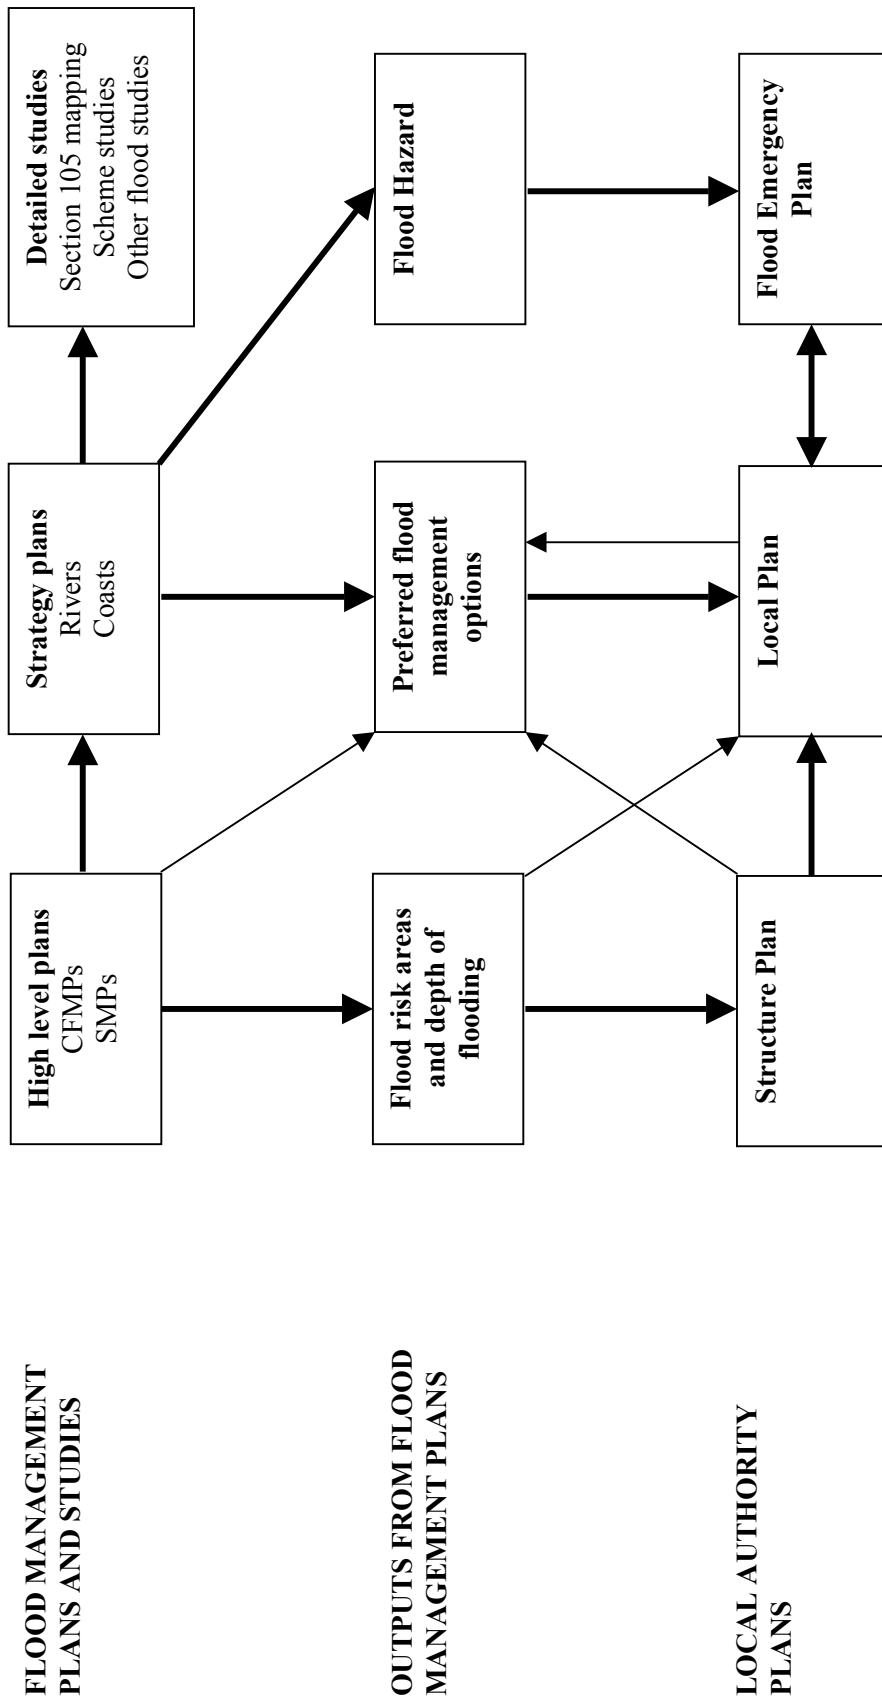 FLOOD MANAGEMENT
PLANS AND STUDIES
High level plans
CFMPs
SMPs
Strategy plans
Rivers
Coasts
Detailed studies
Section 105 mapping
Scheme studies
Other flood studies
OUTPUTS FROM FLOOD
MANAGEMENT PLANS
Flood risk areas
and depth of
flooding
Preferred flood
management
options
Flood Hazard
LOCAL AUTHORITY
PLANS
Structure Plan
Local Plan
Flood Emergency
Plan